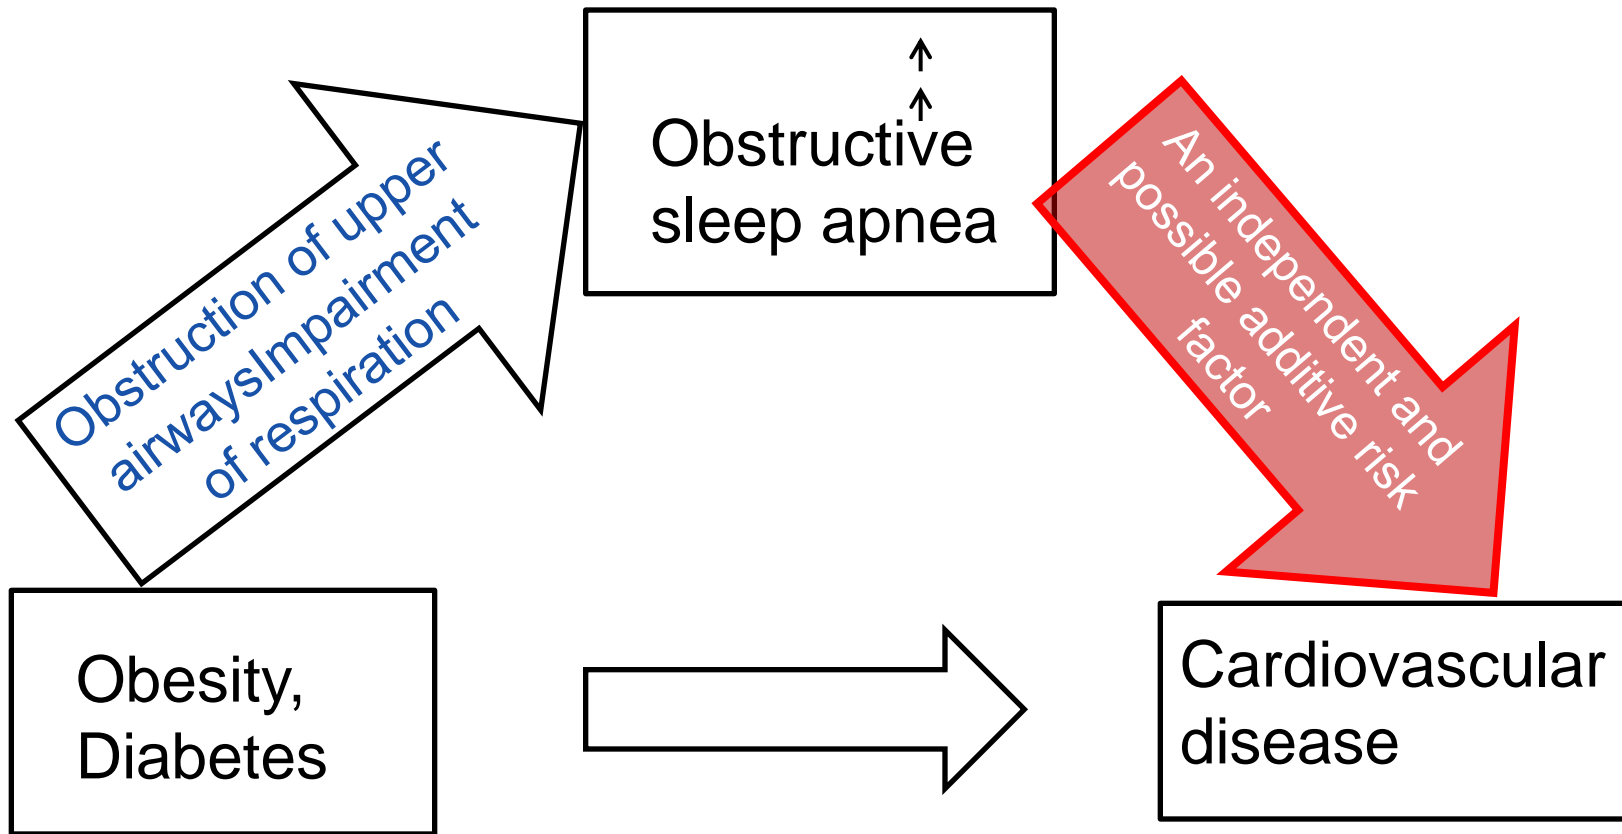 Obstructive
sleep apnea
Obstruction of upper
airwaysImpairment
of respiration
An independent and
possible additive risk
factor
Obesity,
Diabetes
Cardiovascular
disease